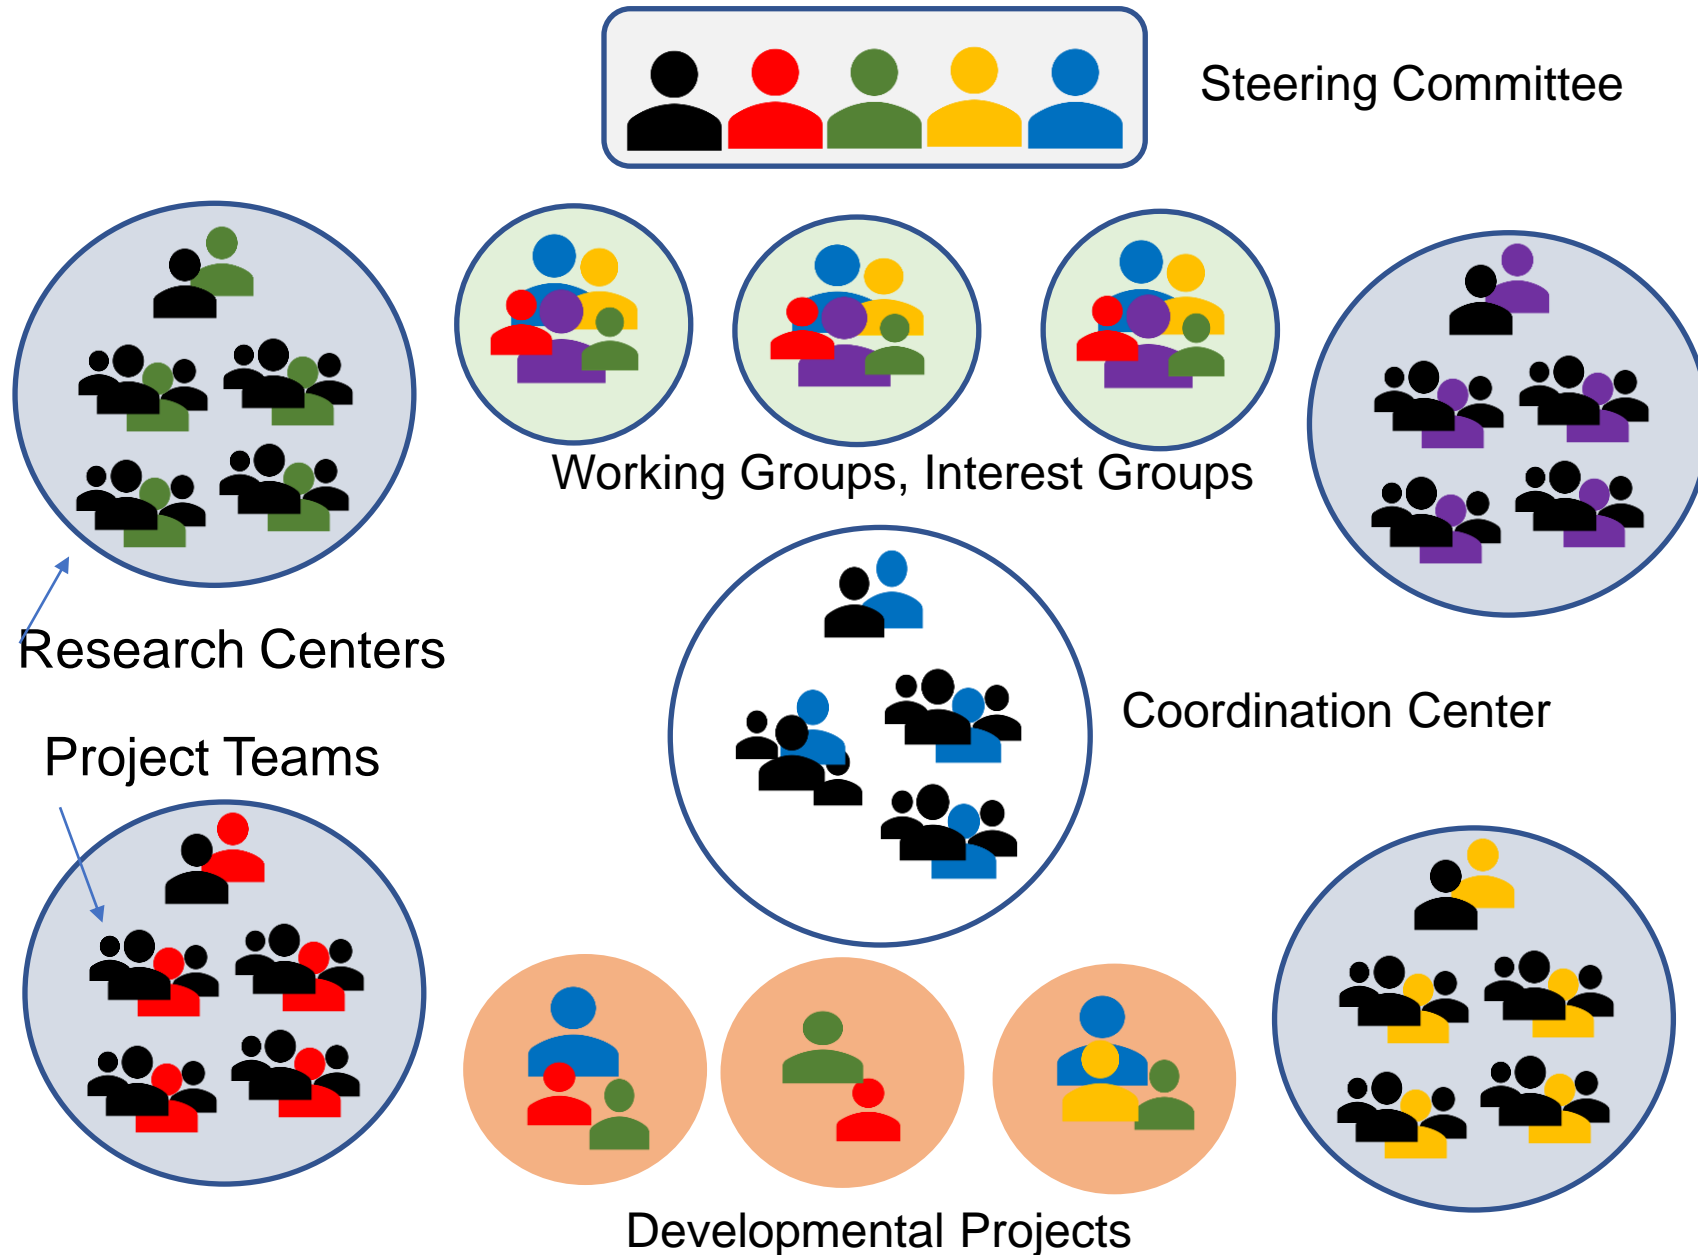 Steering Committee
Working Groups, Interest Groups
Research Centers
Coordination Center
Project Teams
Developmental Projects